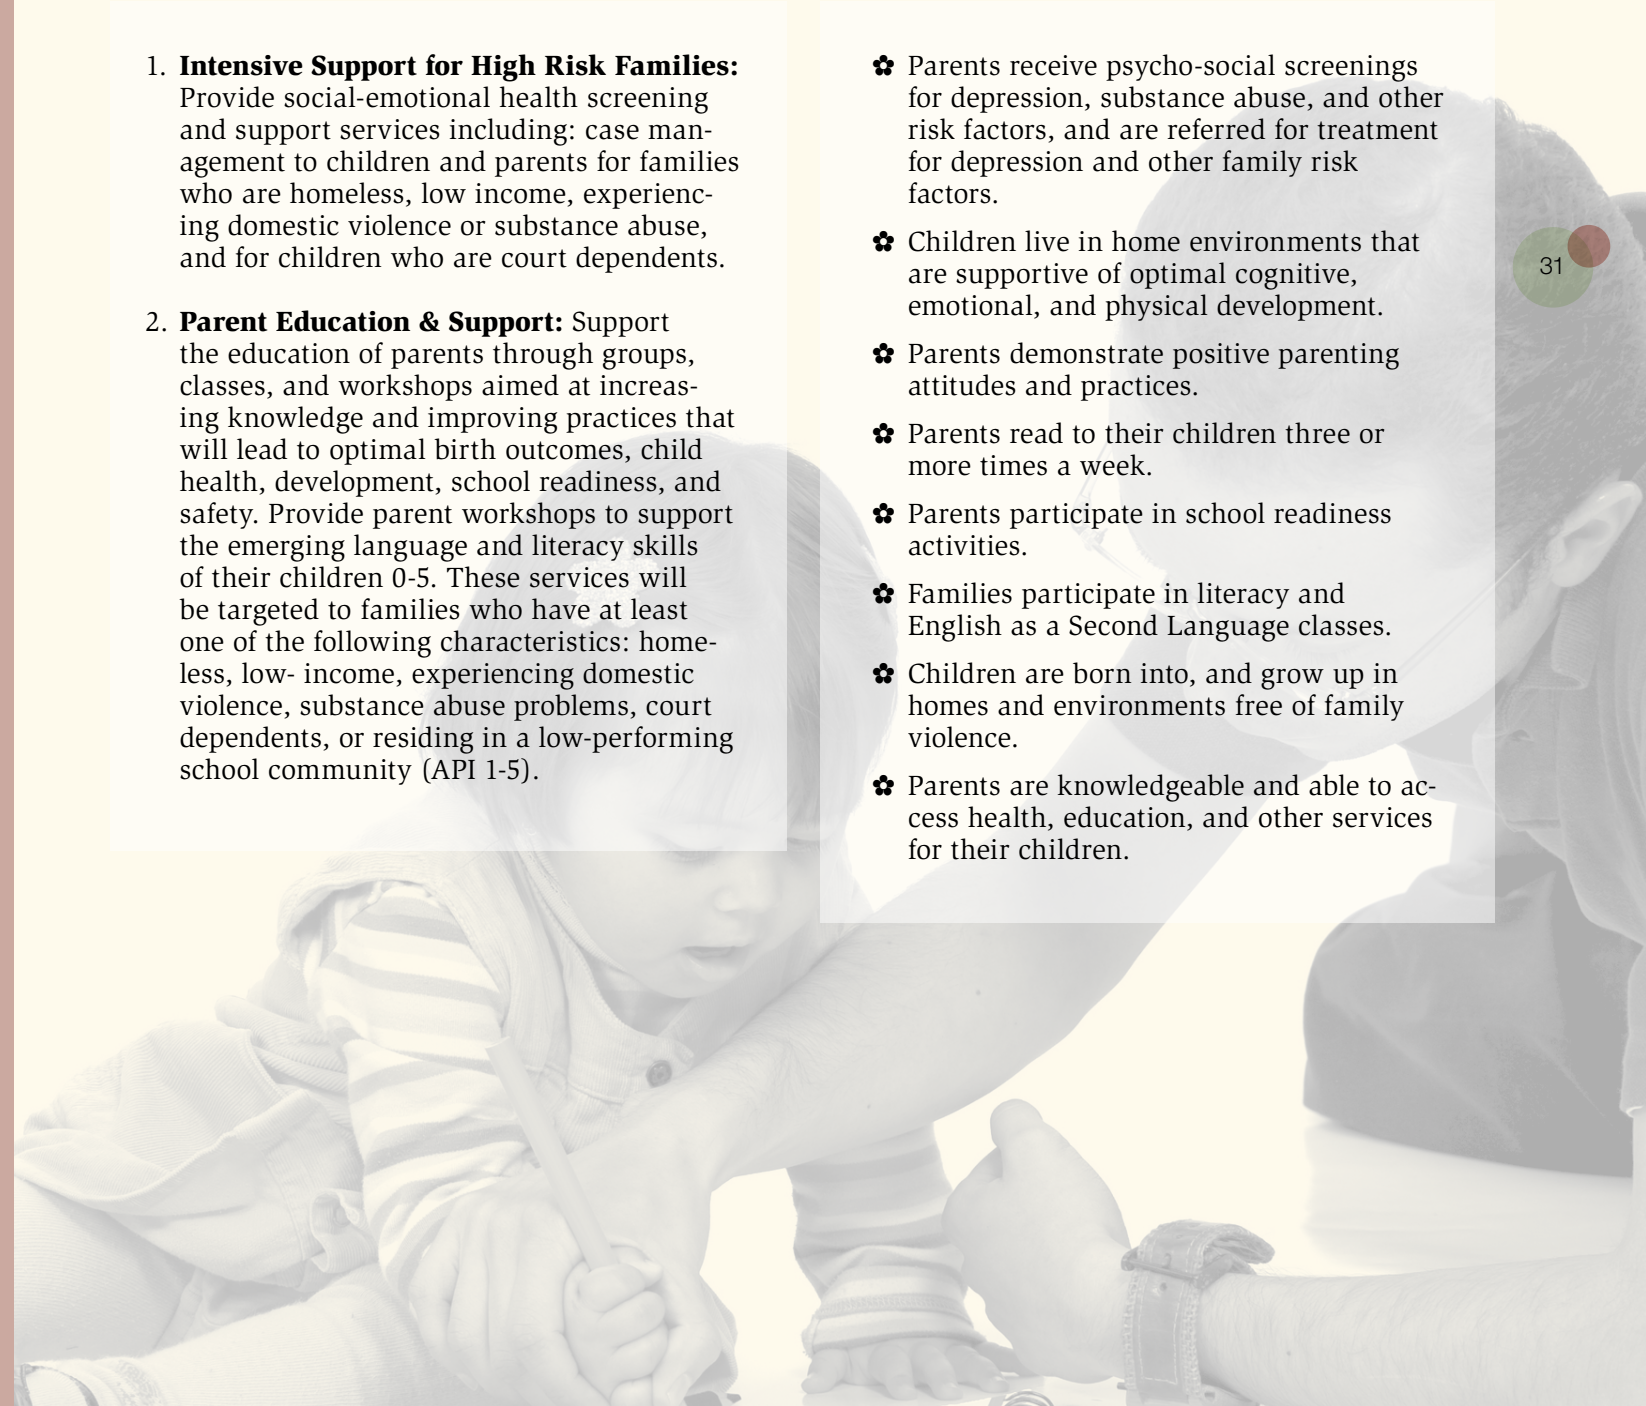 1. Intensive Support for High Risk Families:
Provide social-emotional health screening
and support services including: case man-
agement to children and parents for families
who are homeless, low income, experienc-
ing domestic violence or substance abuse,
and for children who are court dependents.
2. Parent Education & Support: Support
the education of parents through groups,
classes, and workshops aimed at increas-
ing knowledge and improving practices that
will lead to optimal birth outcomes, child
health, development, school readiness, and
safety. Provide parent workshops to support
the emerging language and literacy skills
of their children 0-5. These services will
be targeted to families who have at least
one of the following characteristics: home-
less, low- income, experiencing domestic
violence, substance abuse problems, court
dependents, or residing in a low-performing
school community (API 1-5).
✿ Parents receive psycho-social screenings
for depression, substance abuse, and other
risk factors, and are referred for treatment
for depression and other family risk
factors.
✿ Children live in home environments that
are supportive of optimal cognitive,
emotional, and physical development.
✿ Parents demonstrate positive parenting
attitudes and practices.
✿ Parents read to their children three or
more times a week.
✿ Parents participate in school readiness
activities.
✿ Families participate in literacy and
English as a Second Language classes.
✿ Children are born into, and grow up in
homes and environments free of family
violence.
✿ Parents are knowledgeable and able to ac-
cess health, education, and other services
for their children.
31